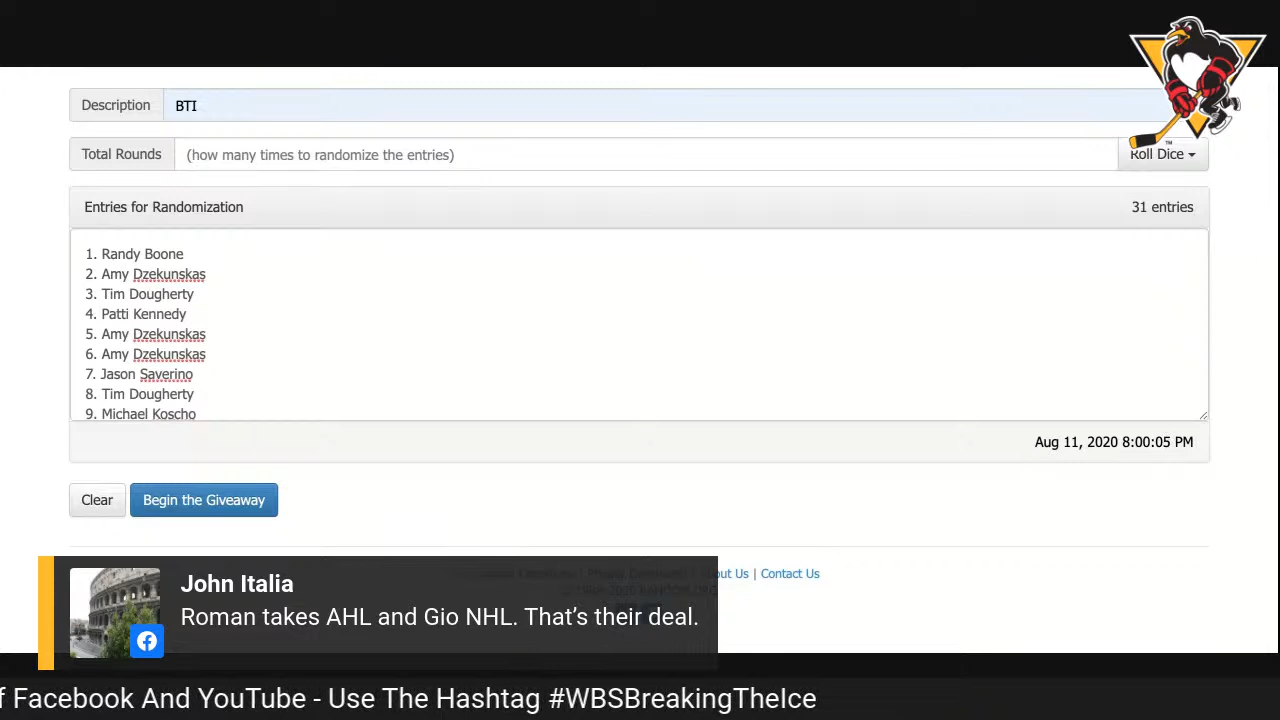 Description BTI
Total Rounds (how many times to randomize the entries) Roll Dice
Entries for Randomization 31 entries
1. Randy Boone
2. Amy Dzekunskas
3. Tim Dougherty
4. Patti Kennedy
5. Amy Dzekunskas
6. Amy Dzekunskas
7. Jason Saverino
8. Tim Dougherty
9. Michael Koscho
Aug 11, 2020 8:00:05 PM
Clear Begin the Giveaway
out Us | Contact Us
John Italia
Roman takes AHL and Gio NHL. That’s their deal.
f Facebook And YouTube - Use The Hashtag #WBSBreakingTheIce